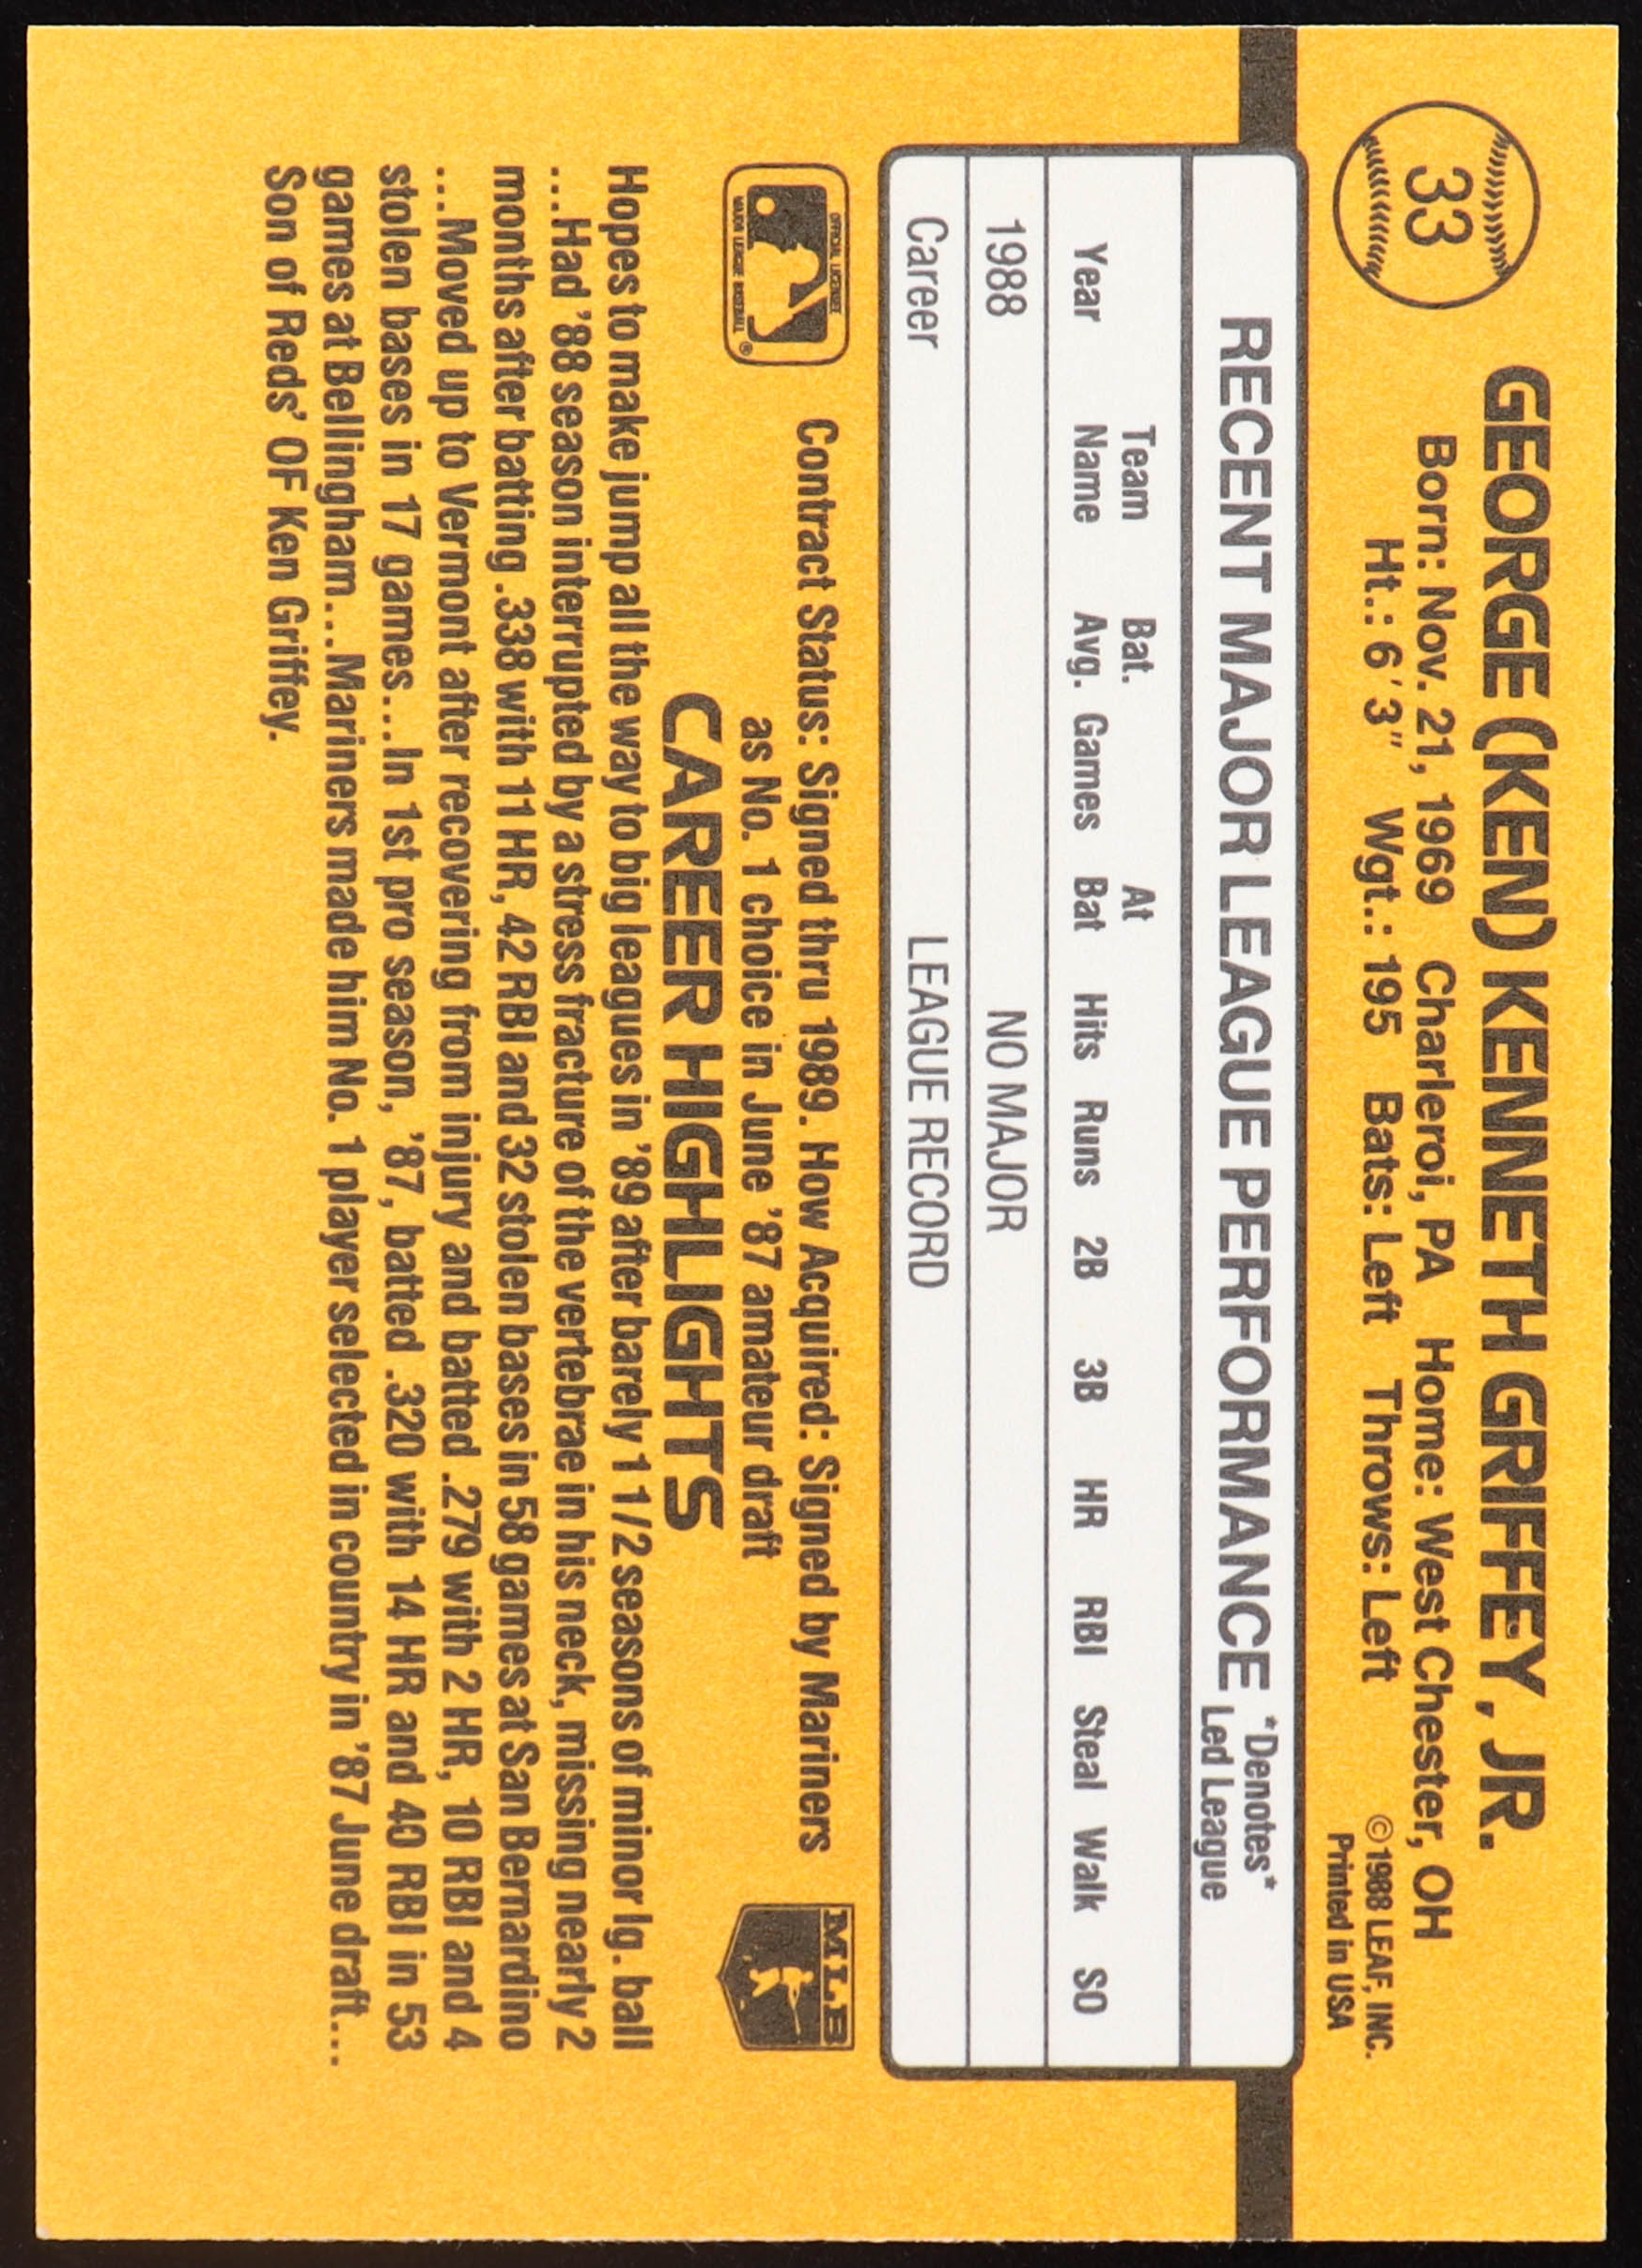 33
GEORGE (KEN) KENNETH GRIFFEY, JR.
Born: Nov. 21, 1969 Charleroi, PA Home: West Chester, OH
Ht.: 6'3" Wgt.: 195 Bats: Left Throws: Left
© 1988 LEAF, INC.
Printed in USA
RECENT MAJOR LEAGUE PERFORMANCE *Denotes*
Led League
Team Bat. At
Year Name Avg. Games Bat Hits Runs 2B 3B HR RBI Steal Walk SO
1988 NO MAJOR
Career LEAGUE RECORD
OFFICIAL LICENSEE
MAJOR LEAGUE BASEBALL ®
Contract Status: Signed thru 1989. How Acquired: Signed by Mariners
as No. 1 choice in June '87 amateur draft
MLB
CAREER HIGHLIGHTS
Hopes to make jump all the way to big leagues in '89 after barely 1 1/2 seasons of minor lg. ball
...Had '88 season interrupted by a stress fracture of the vertebrae in his neck, missing nearly 2
months after batting .338 with 11 HR, 42 RBI and 32 stolen bases in 58 games at San Bernardino
...Moved up to Vermont after recovering from injury and batted .279 with 2 HR, 10 RBI and 4
stolen bases in 17 games...In 1st pro season, '87, batted .320 with 14 HR and 40 RBI in 53
games at Bellingham...Mariners made him No. 1 player selected in country in '87 June draft...
Son of Reds' OF Ken Griffey.